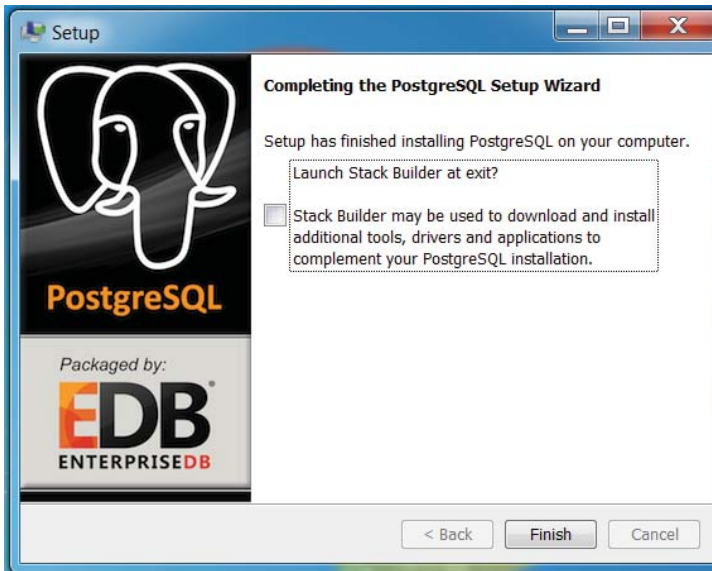 Setup
Completing the PostgreSQL Setup Wizard
Setup has finished installing PostgreSQL on your computer.
Launch Stack Builder at exit?
Stack Builder may be used to download and install
additional tools, drivers and applications to
complement your PostgreSQL installation.
PostgreSQL
Packaged by:
EDB®
ENTERPRISEDB
< Back
Finish
Cancel